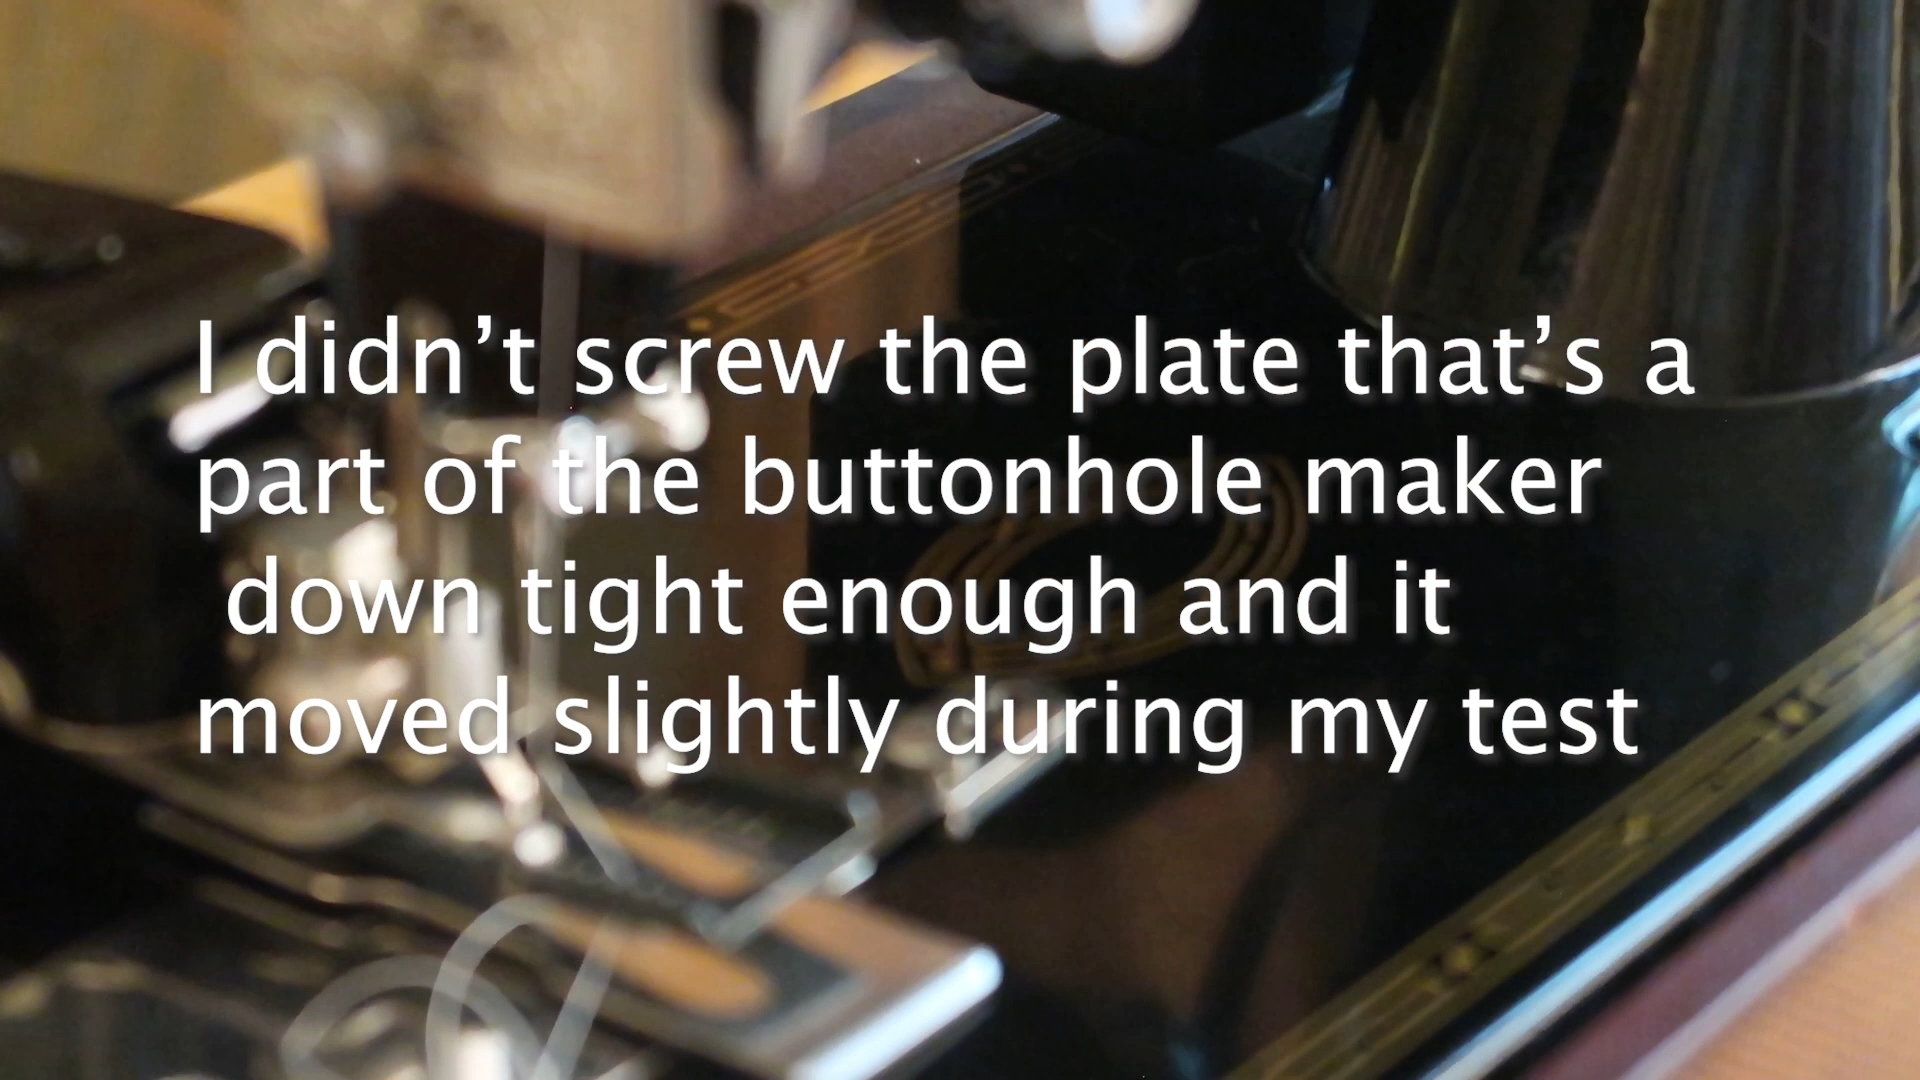 I didn’t screw the plate that’s a
part of the buttonhole maker
down tight enough and it
moved slightly during my test